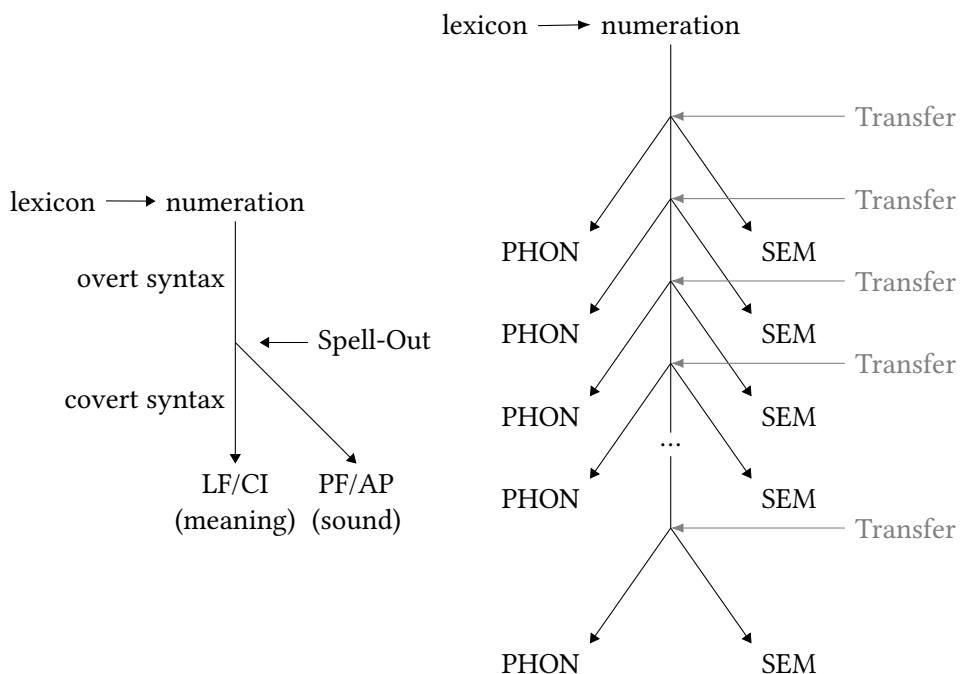 lexicon → numeration
overt syntax
Spell-Out
covert syntax
LF/CI
(meaning)
PF/AP
(sound)
lexicon → numeration
Transfer
Transfer
PHON SEM
Transfer
PHON SEM
Transfer
PHON SEM
...
PHON SEM
Transfer
PHON SEM